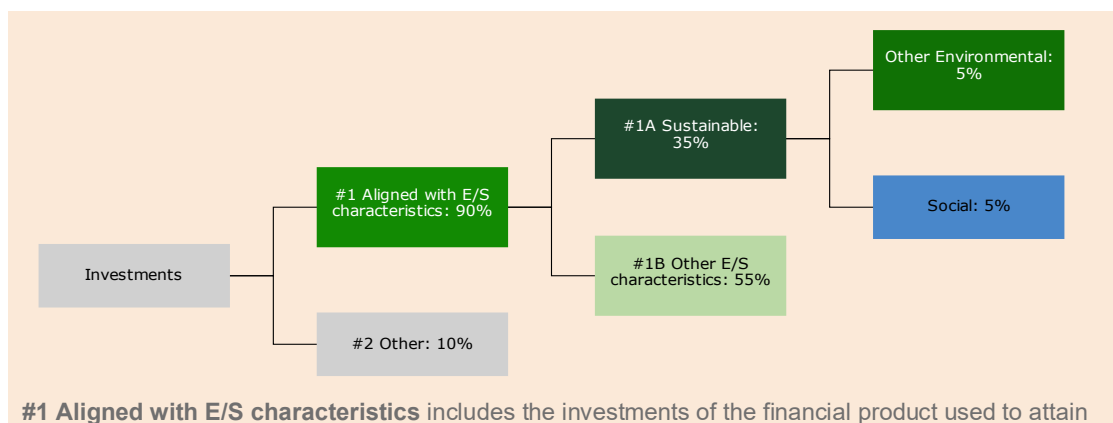 Other Environmental:
5%
#1A Sustainable:
35%
#1 Aligned with E/S
characteristics: 90%
Social: 5%
Investments
#1B Other E/S
characteristics: 55%
#2 Other: 10%
#1 Aligned with E/S characteristics includes the investments of the financial product used to attain